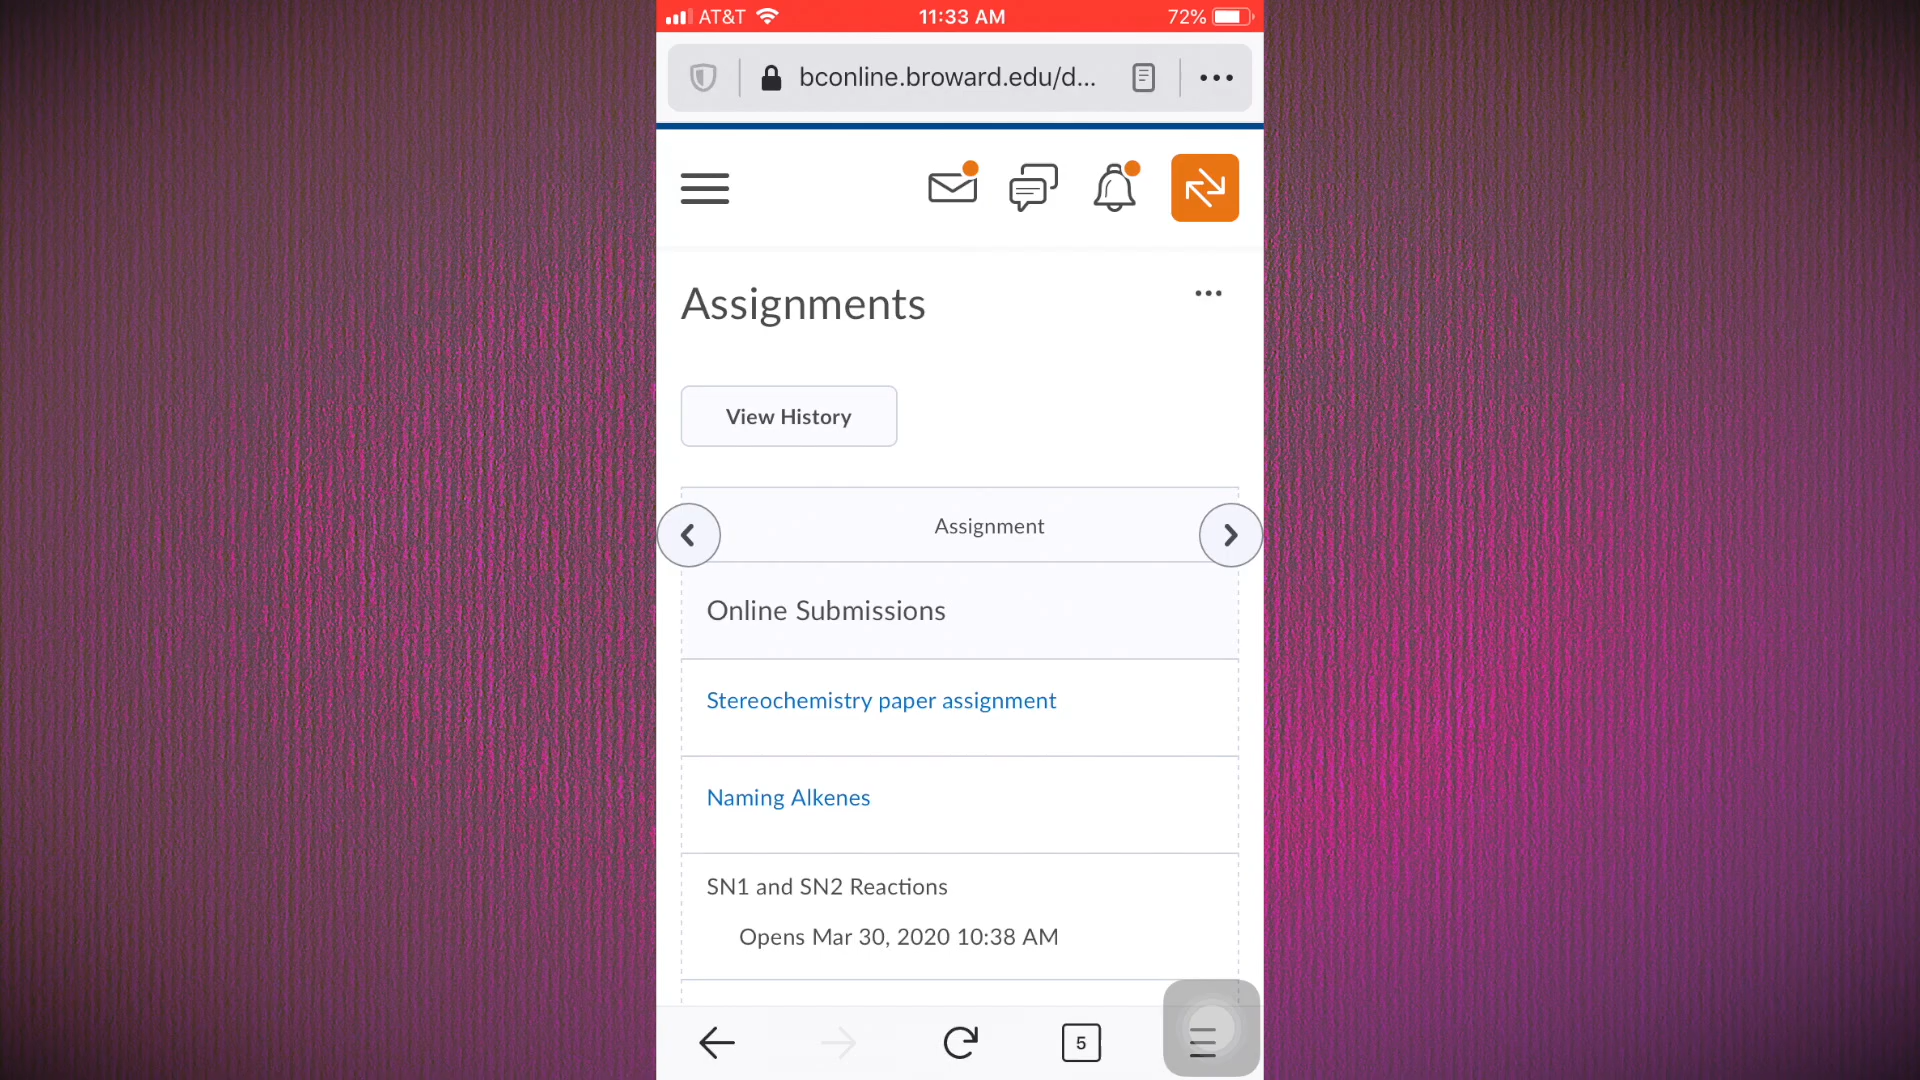 AT&T 11:33 AM 72%
bconline.broward.edu/d...
Assignments
View History
Assignment
Online Submissions
Stereochemistry paper assignment
Naming Alkenes
SN1 and SN2 Reactions
Opens Mar 30, 2020 10:38 AM
5